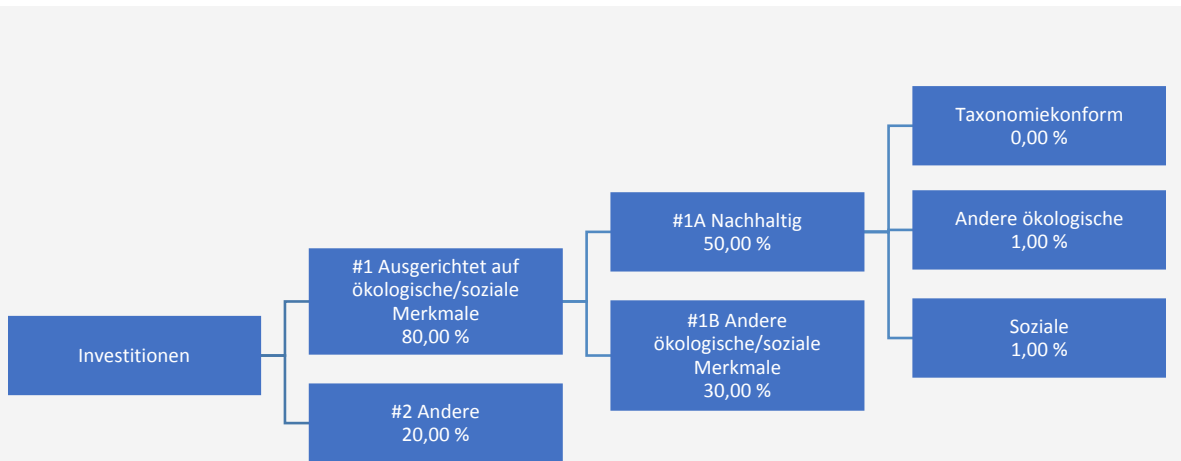 Investitionen
#1 Ausgerichtet auf
ökologische/soziale
Merkmale
80,00 %
#2 Andere
20,00 %
#1A Nachhaltig
50,00 %
#1B Andere
ökologische/soziale
Merkmale
30,00 %
Taxonomiekonform
0,00 %
Andere ökologische
1,00 %
Soziale
1,00 %